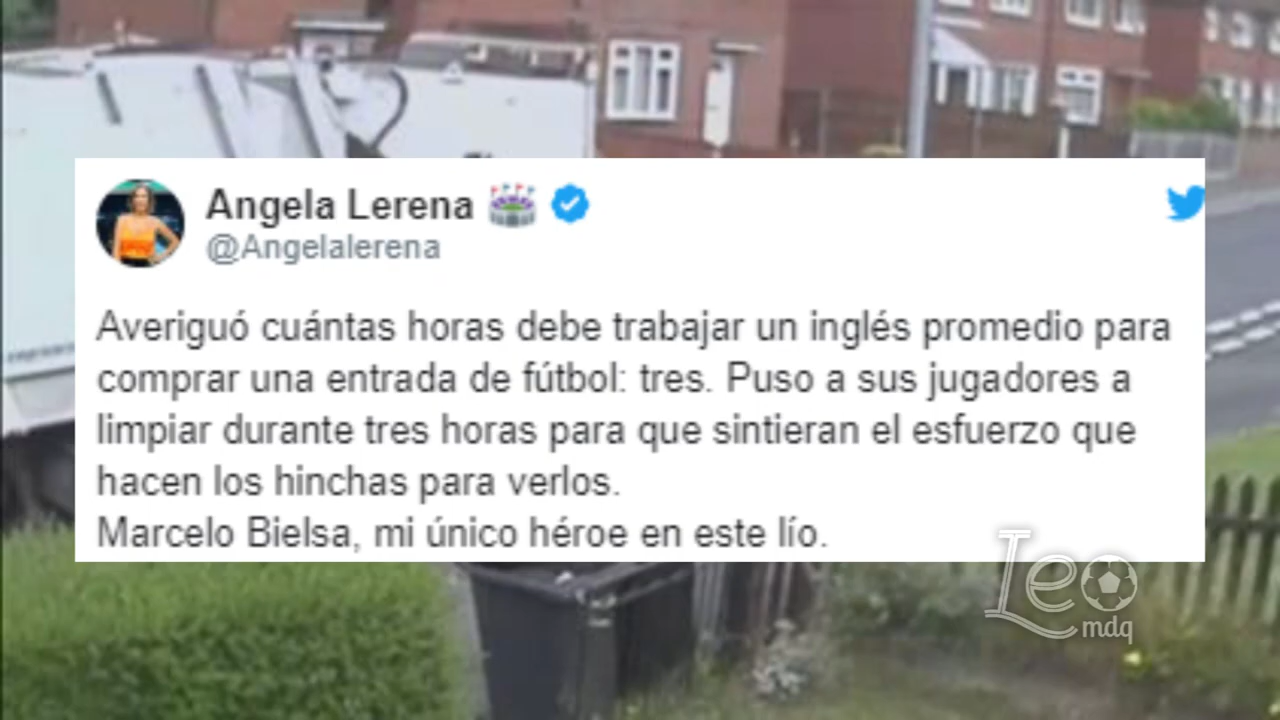 Angela Lerena
@Angelalerena
Averiguó cuántas horas debe trabajar un inglés promedio para
comprar una entrada de fútbol: tres. Puso a sus jugadores a
limpiar durante tres horas para que sintieran el esfuerzo que
hacen los hinchas para verlos.
Marcelo Bielsa, mi único héroe en este lío.
Leo
mdq